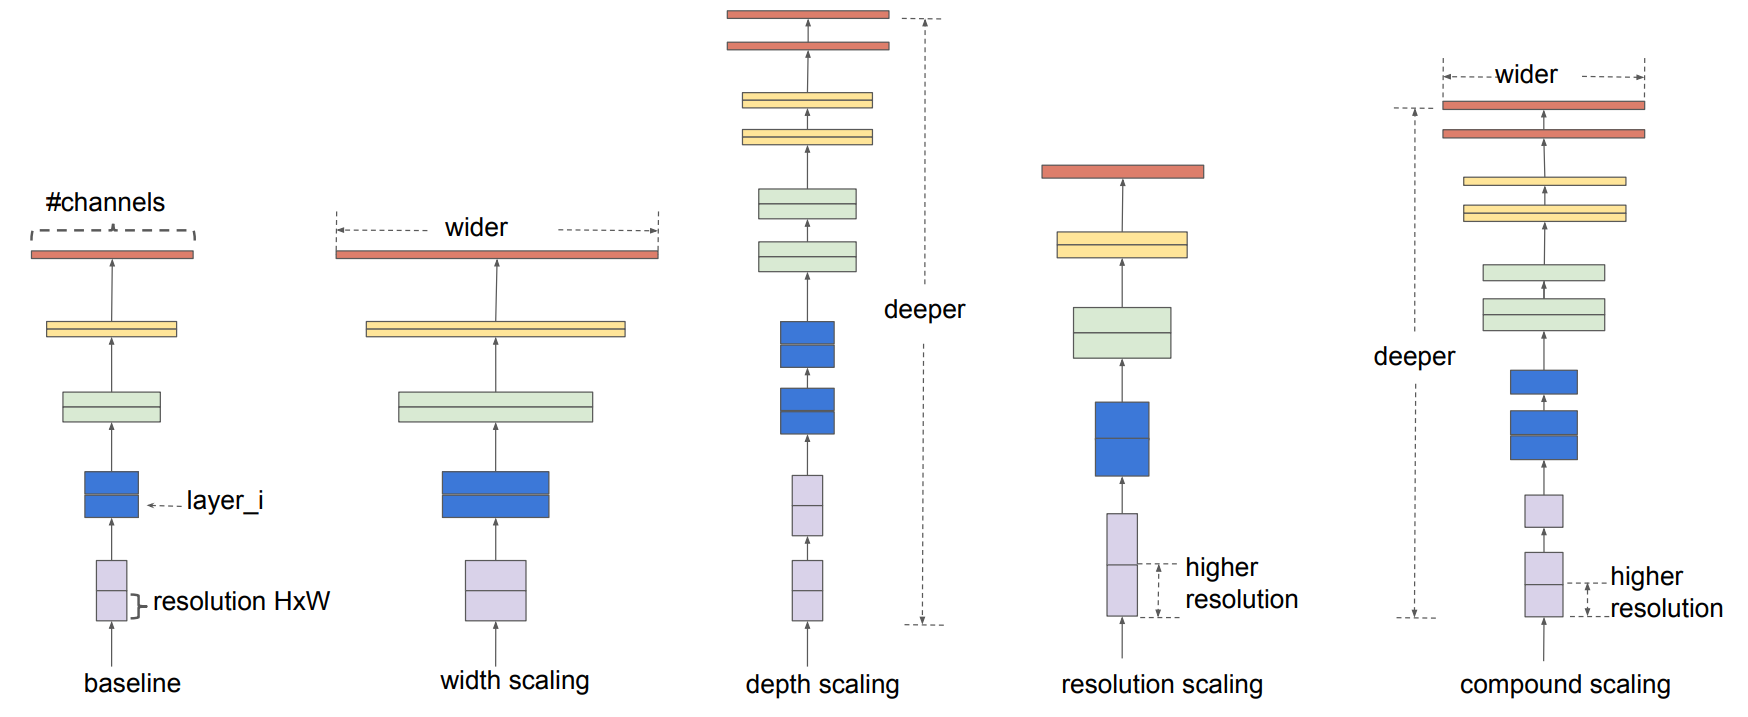 #channels
layer_i
resolution HxW
baseline
wider
width scaling
deeper
depth scaling
higher
resolution
resolution scaling
wider
deeper
higher
resolution
compound scaling